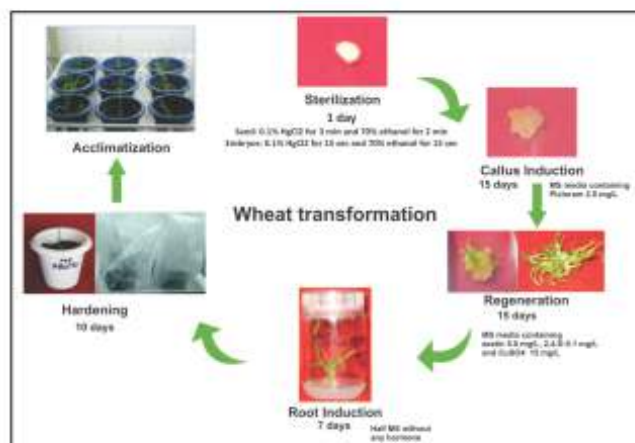 Sterilization
1 day
Seed: 0.1% HgCl2 for 3 min and 70% ethanol for 2 min
Embryos: 0.1% HgCl2 for 15 sec and 70% ethanol for 15 sec
Callus Induction
15 days
MS media containing
Picloram 2.0 mg/L
Regeneration
15 days
MS media containing
zeatin 0.5 mg/L, 2,4-D 0.1 mg/L
and CuSO4 10 mg/L
Root Induction
7 days
Half MS without
any hormone
Hardening
10 days
Acclimatization
Wheat transformation